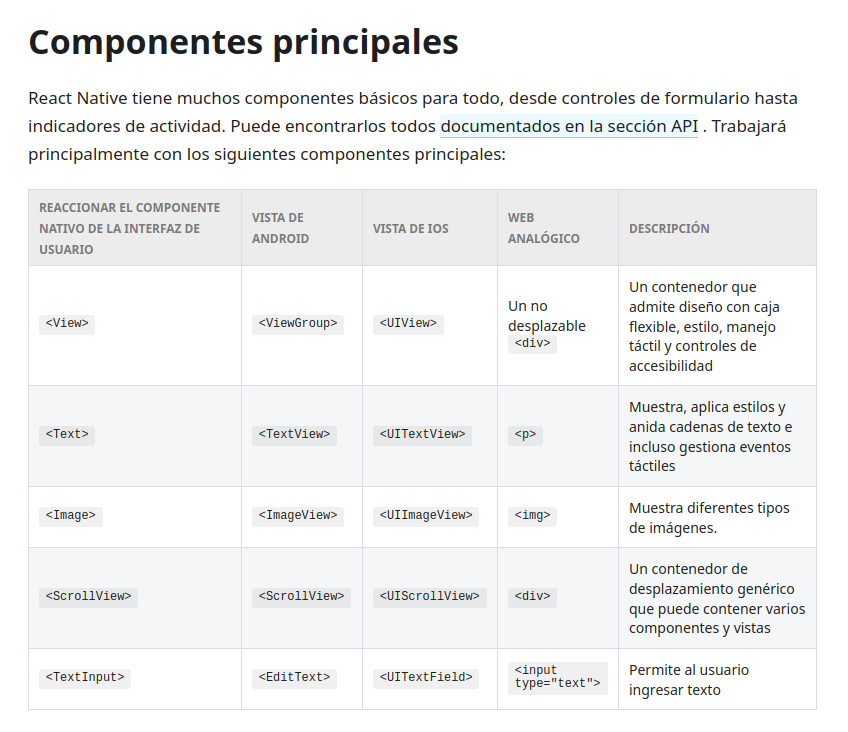 Componentes principales
React Native tiene muchos componentes básicos para todo, desde controles de formulario hasta
indicadores de actividad. Puede encontrarlos todos documentados en la sección API . Trabajará
principalmente con los siguientes componentes principales:
REACCIONAR EL COMPONENTE
NATIVO DE LA INTERFAZ DE
USUARIO
VISTA DE
ANDROID
VISTA DE IOS
WEB
ANALÓGICO
DESCRIPCIÓN
<View>
<ViewGroup>
<UIView>
Un no
desplazable
<div>
Un contenedor que
admite diseño con caja
flexible, estilo, manejo
táctil y controles de
accesibilidad
<Text>
<TextView>
<UITextView>
<p>
Muestra, aplica estilos y
anida cadenas de texto e
incluso gestiona eventos
táctiles
<Image>
<ImageView>
<UIImageView>
<img>
Muestra diferentes tipos
de imágenes.
<ScrollView>
<ScrollView>
<UIScrollView>
<div>
Un contenedor de
desplazamiento genérico
que puede contener varios
componentes y vistas
<TextInput>
<EditText>
<UITextField>
<input
type="text">
Permite al usuario
ingresar texto